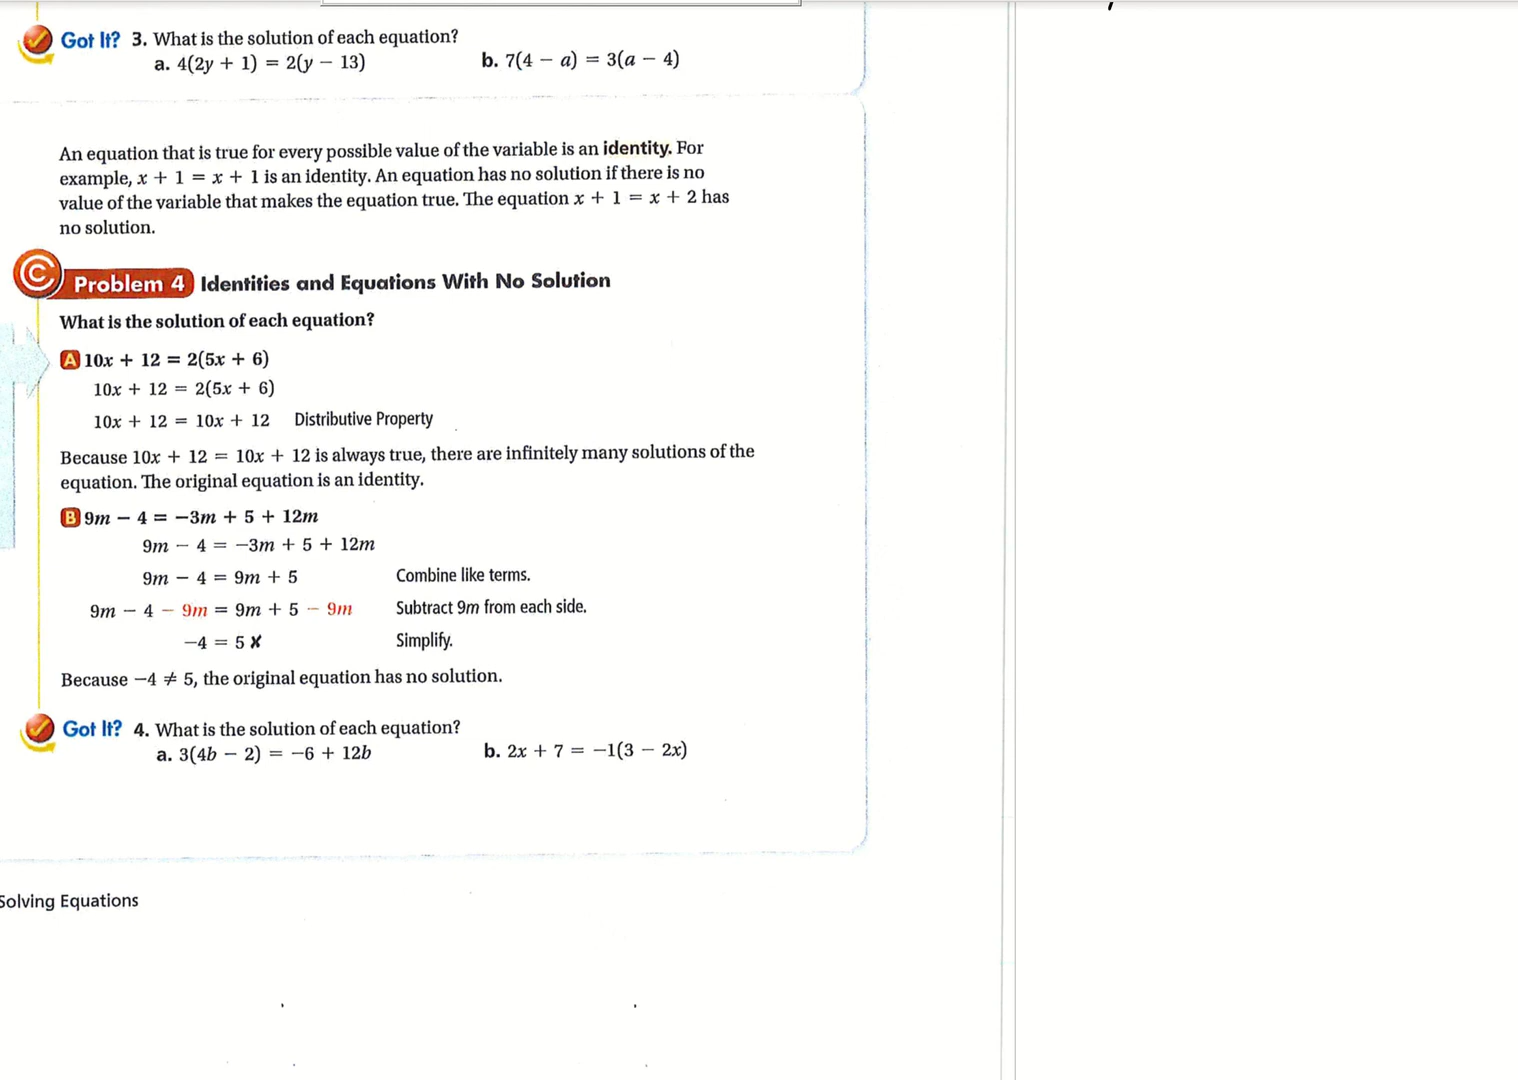 Got It? 3. What is the solution of each equation?
a. 4(2y + 1) = 2(y − 13) b. 7(4 − a) = 3(a − 4)
An equation that is true for every possible value of the variable is an identity. For
example, x + 1 = x + 1 is an identity. An equation has no solution if there is no
value of the variable that makes the equation true. The equation x + 1 = x + 2 has
no solution.
C Problem 4 Identities and Equations With No Solution
What is the solution of each equation?
A 10x + 12 = 2(5x + 6)
10x + 12 = 2(5x + 6)
10x + 12 = 10x + 12 Distributive Property
Because 10x + 12 = 10x + 12 is always true, there are infinitely many solutions of the
equation. The original equation is an identity.
B 9m − 4 = −3m + 5 + 12m
9m − 4 = −3m + 5 + 12m
9m − 4 = 9m + 5 Combine like terms.
9m − 4 − 9m = 9m + 5 − 9m Subtract 9m from each side.
−4 = 5 ✗ Simplify.
Because −4 ≠ 5, the original equation has no solution.
Got It? 4. What is the solution of each equation?
a. 3(4b − 2) = −6 + 12b b. 2x + 7 = −1(3 − 2x)
Solving Equations